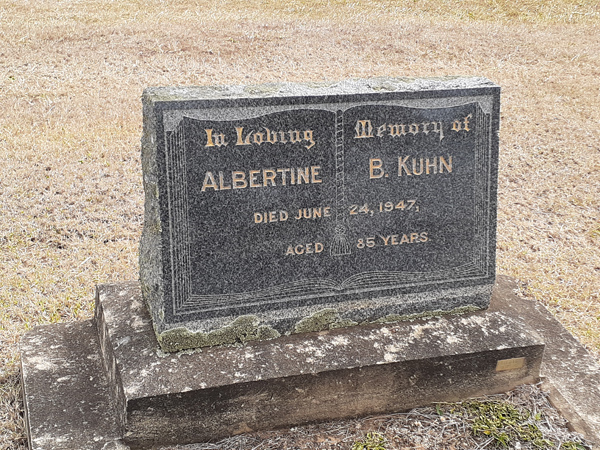 In Loving Memory of
ALBERTINE B. KUHN
DIED JUNE 24, 1947,
AGED 85 YEARS.